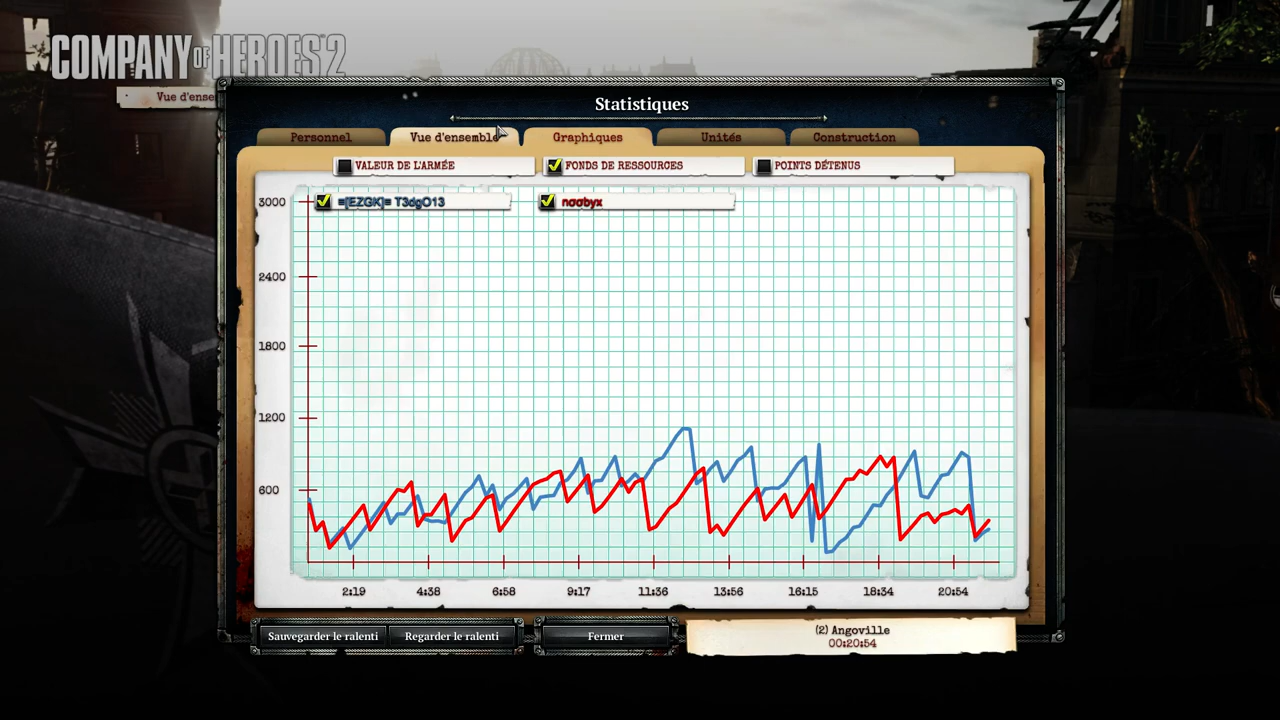 COMPANY OF HEROES 2
Vue d'ense
Statistiques
Personnel
Vue d'ensemble
Graphiques
Unités
Construction
VALEUR DE L'ARMÉE
FONDS DE RESSOURCES
POINTS DÉTENUS
=[EZGK]= T3dgO13
nσσbyx
3000
2400
1800
1200
600
2:19
4:38
6:58
9:17
11:36
13:56
16:15
18:34
20:54
Sauvegarder le ralenti
Regarder le ralenti
Fermer
(2) Angoville
00:20:54